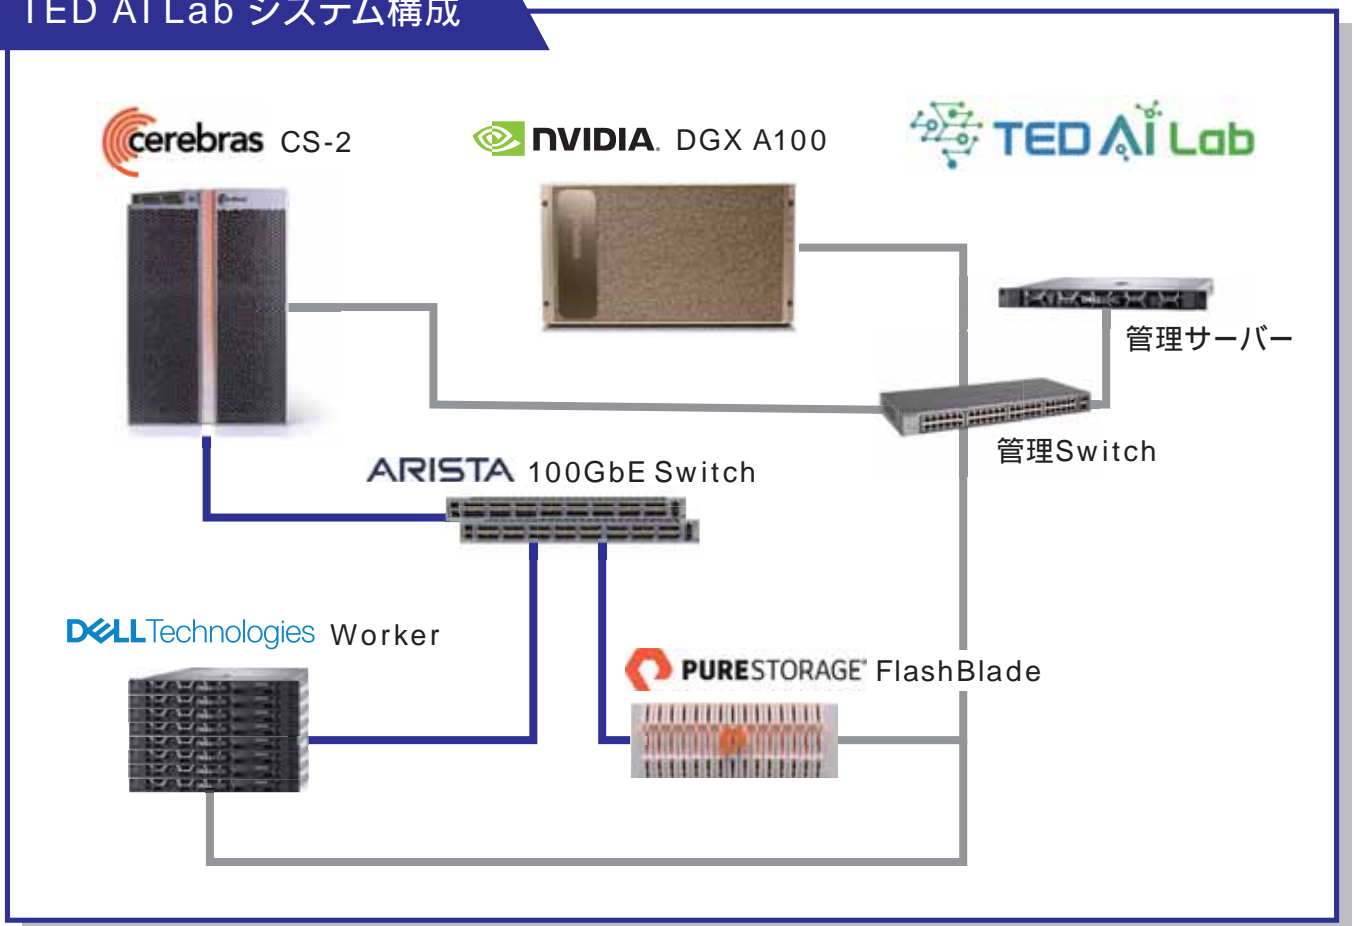 TED AI Lab システム構成
cerebras CS-2
NVIDIA. DGX A100
TED AI Lab
管理サーバー
管理Switch
ARISTA 100GbE Switch
DELLTechnologies Worker
PURESTORAGE® FlashBlade